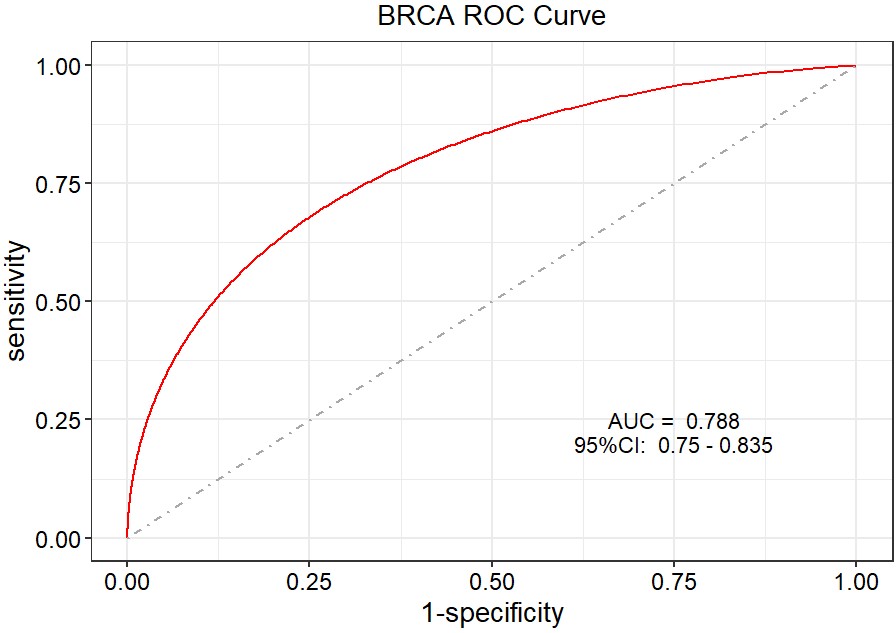 BRCA ROC Curve
1.00
0.75
0.50
0.25
0.00
sensitivity
AUC = 0.788
95%CI: 0.75 - 0.835
0.00 0.25 0.50 0.75 1.00
1-specificity